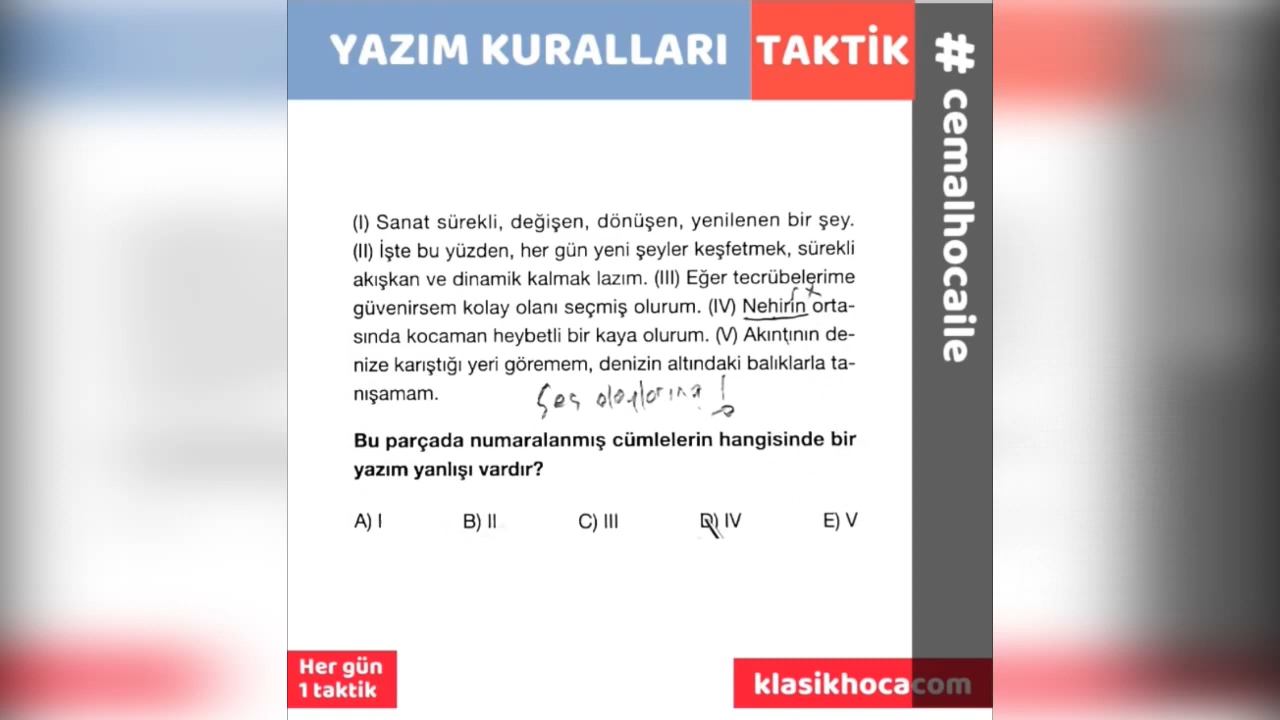 YAZIM KURALLARI TAKTİK
# cemalhocaile
(I) Sanat sürekli, değişen, dönüşen, yenilenen bir şey.
(II) İşte bu yüzden, her gün yeni şeyler keşfetmek, sürekli
akışkan ve dinamik kalmak lazım. (III) Eğer tecrübelerime
güvenirsem kolay olanı seçmiş olurum. (IV) Nehirin orta-
sında kocaman heybetli bir kaya olurum. (V) Akıntının de-
nize karıştığı yeri göremem, denizin altındaki balıklarla ta-
nışamam.
Ses olaylarına !
Bu parçada numaralanmış cümlelerin hangisinde bir
yazım yanlışı vardır?
A) I B) II C) III D) IV E) V
Her gün
1 taktik
klasikhocacom